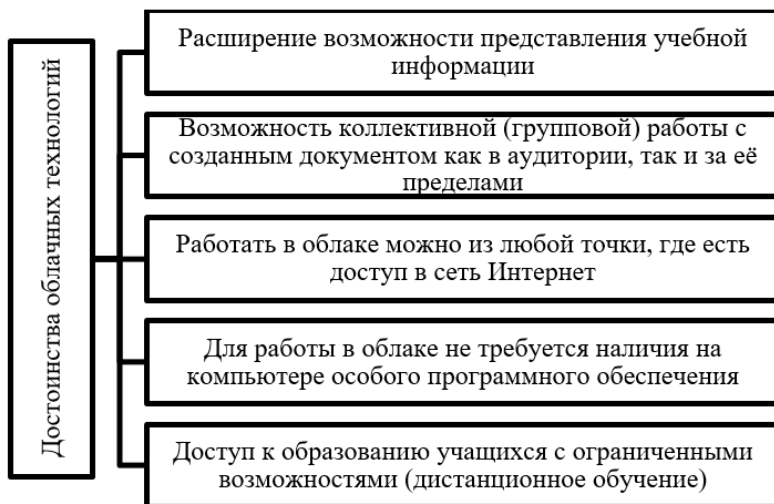 Достоинства облачных технологий
Расширение возможности представления учебной
информации
Возможность коллективной (групповой) работы с
созданным документом как в аудитории, так и за её
пределами
Работать в облаке можно из любой точки, где есть
доступ в сеть Интернет
Для работы в облаке не требуется наличия на
компьютере особого программного обеспечения
Доступ к образованию учащихся с ограниченными
возможностями (дистанционное обучение)